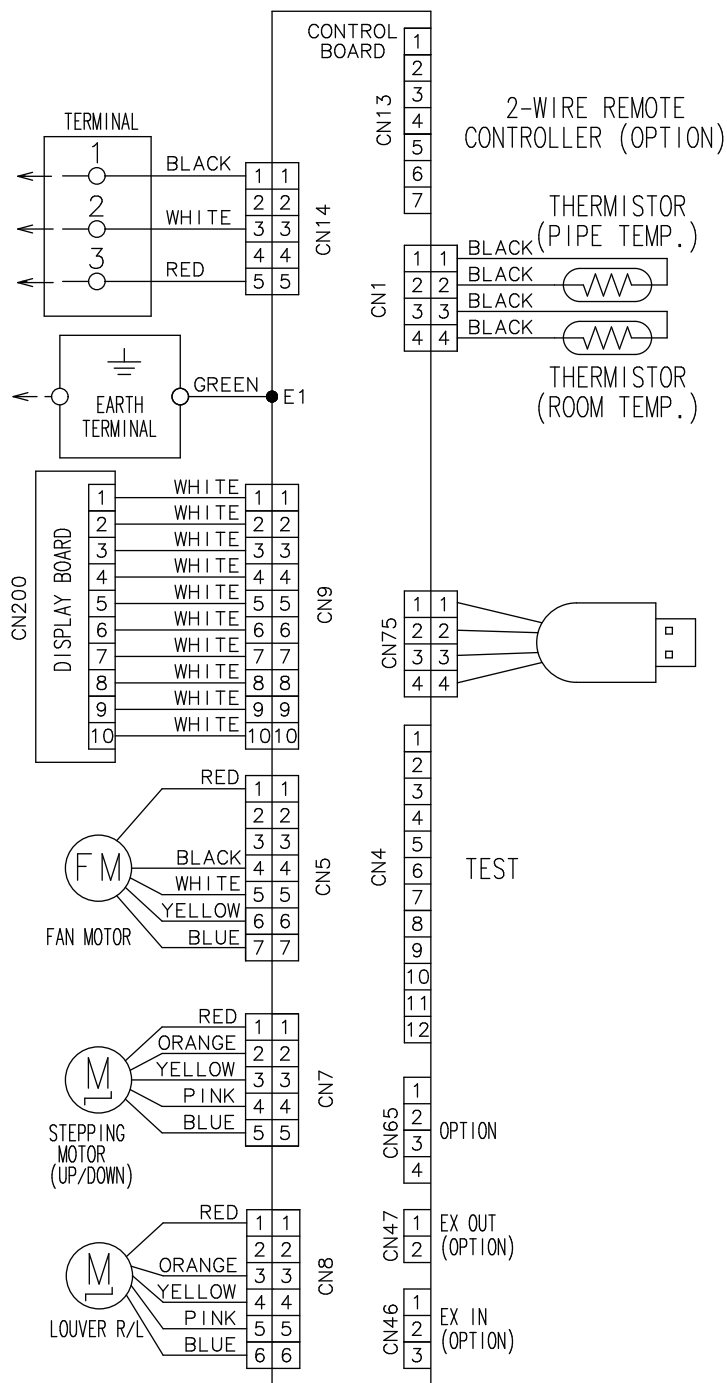 CONTROL
BOARD
CN13
1
2
3
4
5
6
7
2-WIRE REMOTE
CONTROLLER (OPTION)
TERMINAL
1 BLACK 1 1
2 2
2 WHITE 3 3
4 4
3 RED 5 5
CN14
THERMISTOR
(PIPE TEMP.)
CN1
1 1 BLACK
2 2 BLACK
3 3 BLACK
4 4 BLACK
THERMISTOR
(ROOM TEMP.)
EARTH
TERMINAL
GREEN E1
CN200
DISPLAY BOARD
1 WHITE 1 1
2 WHITE 2 2
3 WHITE 3 3
4 WHITE 4 4
5 WHITE 5 5
6 WHITE 6 6
7 WHITE 7 7
8 WHITE 8 8
9 WHITE 9 9
10 WHITE 10 10
CN9
CN75
1 1
2 2
3 3
4 4
FM
FAN MOTOR
RED 1 1
2 2
3 3
BLACK 4 4
WHITE 5 5
YELLOW 6 6
BLUE 7 7
CN5
CN4
1
2
3
4
5
6
7
8
9
10
11
12
TEST
M
STEPPING
MOTOR
(UP/DOWN)
RED 1 1
ORANGE 2 2
YELLOW 3 3
PINK 4 4
BLUE 5 5
CN7
CN65
1
2
3
4
OPTION
M
LOUVER R/L
RED 1 1
2 2
ORANGE 3 3
YELLOW 4 4
PINK 5 5
BLUE 6 6
CN8
CN47
1
2
EX OUT
(OPTION)
CN46
1
2
3
EX IN
(OPTION)